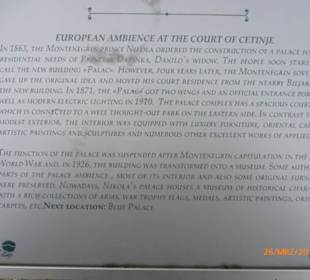 EUROPEAN AMBIENCE AT THE COURT OF CETINJE
IN 1863, THE MONTENEGRIN PRINCE NIKOLA ORDERED THE CONSTRUCTION OF A PALACE FO
RESIDENTIAL NEEDS OF PRINCESS DARINKA, DANILO'S WIDOW. THE PEOPLE SOON START
CALL THE NEW BUILDING »PALAC«. HOWEVER, FOUR YEARS LATER, THE MONTENEGRIN SOVE
GAVE UP THE ORIGINAL IDEA AND MOVED HIS COURT RESIDENCE FROM THE NEARBY BILJAR
THE NEW BUILDING. IN 1871, THE »PALAC« GOT TWO WINGS AND AN OFFICIAL ENTRANCE POR
WELL AS MODERN ELECTRIC LIGHTING IN 1910. THE PALACE COMPLEX HAS A SPACIOUS COUR
WHICH IS CONNECTED TO A WELL THOUGHT-OUT PARK ON THE EASTERN SIDE. IN CONTRAST T
MODEST EXTERIOR, THE INTERIOR WAS EQUIPPED WITH LUXURY FURNITURE, ORIENTAL CAR
ARTISTIC PAINTINGS AND SCULPTURES AND NUMEROUS OTHER EXCELLENT WORKS OF APPLIE
THE FUNCTION OF THE PALACE WAS SUSPENDED AFTER MONTENEGRIN CAPITULATION IN THE
WORLD WAR AND, IN 1926, THE BUILDING WAS TRANSFORMED INTO A MUSEUM. SOME AUTH
PARTS OF THE PALACE AMBIENCE, MOST OF ITS INTERIOR AND ALSO SOME ORIGINAL FURN
WERE PRESERVED. NOWADAYS, NIKOLA'S PALACE HOUSES A MUSEUM OF HISTORICAL CHARA
WITH A RICH COLLECTIONS OF ARMS, WAR TROPHY FLAGS, MEDALS, ARTISTIC PAINTINGS, ORIE
CARPETS, ETC. NEXT LOCATION: BLUE PALACE
26/MRZ/20